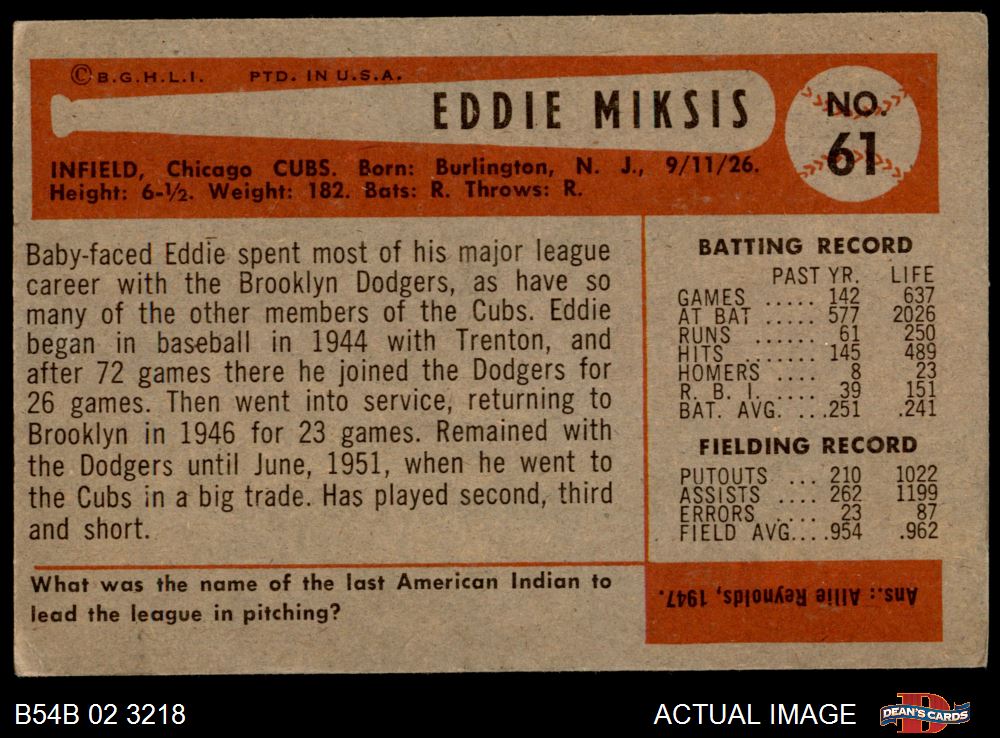 © B.G.H.L.I. PTD. IN U.S.A.
EDDIE MIKSIS
NO.
61
INFIELD, Chicago CUBS. Born: Burlington, N. J., 9/11/26.
Height: 6-½. Weight: 182. Bats: R. Throws: R.
Baby-faced Eddie spent most of his major league
career with the Brooklyn Dodgers, as have so
many of the other members of the Cubs. Eddie
began in baseball in 1944 with Trenton, and
after 72 games there he joined the Dodgers for
26 games. Then went into service, returning to
Brooklyn in 1946 for 23 games. Remained with
the Dodgers until June, 1951, when he went to
the Cubs in a big trade. Has played second, third
and short.
BATTING RECORD
PAST YR. LIFE
GAMES ..... 142 637
AT BAT ..... 577 2026
RUNS ...... 61 250
HITS ....... 145 489
HOMERS .... 8 23
R. B. I. .... 39 151
BAT. AVG. ... .251 .241
FIELDING RECORD
PUTOUTS ... 210 1022
ASSISTS .... 262 1199
ERRORS ..... 23 87
FIELD AVG.... .954 .962
What was the name of the last American Indian to
lead the league in pitching?
Ans.: Allie Reynolds, 1947.
B54B 02 3218
ACTUAL IMAGE
DEAN'S CARDS